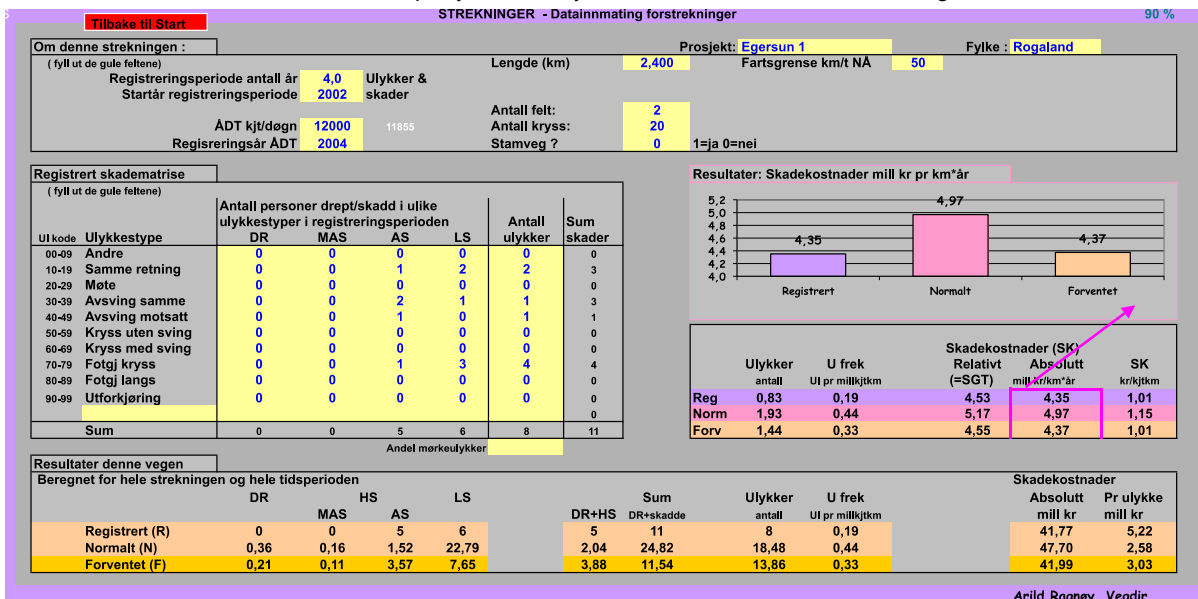 STREKNINGER - Datainnmating forstrekninger 90 %
Tilbake til Start
Om denne strekningen : Prosjekt: Egersun 1 Fylke : Rogaland
( fyll ut de gule feltene) Lengde (km) 2,400 Fartsgrense km/t NÅ 50
Registreringsperiode antall år 4,0 Ulykker &
Startår registreringsperiode 2002 skader
Antall felt: 2
ÅDT kjt/døgn 12000 11855 Antall kryss: 20
Regisreringsår ÅDT 2004 Stamveg ? 0 1=ja 0=nei
Registrert skadematrise
( fyll ut de gule feltene)
Antall personer drept/skadd i ulike
ulykkestyper i registreringsperioden Antall Sum
Ul kode Ulykkestype DR MAS AS LS ulykker skader
00-09 Andre 0 0 0 0 0 0
10-19 Samme retning 0 0 1 2 2 3
20-29 Møte 0 0 0 0 0 0
30-39 Avsving samme 0 0 2 1 1 3
40-49 Avsving motsatt 0 0 1 0 1 1
50-59 Kryss uten sving 0 0 0 0 0 0
60-69 Kryss med sving 0 0 0 0 0 0
70-79 Fotgj kryss 0 0 1 3 4 4
80-89 Fotgj langs 0 0 0 0 0 0
90-99 Utforkjøring 0 0 0 0 0 0
0
Sum 0 0 5 6 8 11
Andel mørkeulykker
Resultater: Skadekostnader mill kr pr km*år
5,2
5,0
4,8
4,6
4,4
4,2
4,0
4,35 4,97 4,37
Registrert Normalt Forventet
Skadekostnader (SK)
Ulykker U frek Relativt Absolutt SK
antall Ul pr millkjtkm (=SGT) mill kr/km*år kr/kjtkm
Reg 0,83 0,19 4,53 4,35 1,01
Norm 1,93 0,44 5,17 4,97 1,15
Forv 1,44 0,33 4,55 4,37 1,01
Resultater denne vegen
Beregnet for hele strekningen og hele tidsperioden Skadekostnader
DR HS LS Sum Ulykker U frek Absolutt Pr ulykke
MAS AS DR+HS DR+skadde antall Ul pr millkjtkm mill kr mill kr
Registrert (R) 0 0 5 6 5 11 8 0,19 41,77 5,22
Normalt (N) 0,36 0,16 1,52 22,79 2,04 24,82 18,48 0,44 47,70 2,58
Forventet (F) 0,21 0,11 3,57 7,65 3,88 11,54 13,86 0,33 41,99 3,03
Arild Ragnøy Vegdir